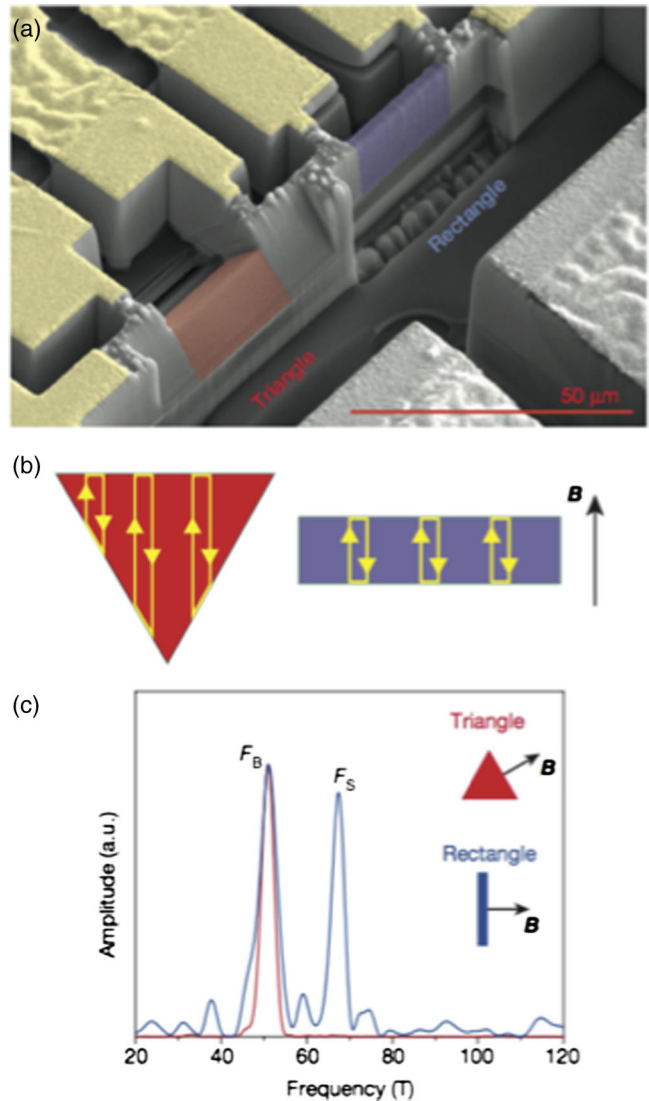 (a)
Rectangle
Triangle
50 μm
(b)
B
(c)
Triangle
F_B
F_S
B
Rectangle
B
Amplitude (a.u.)
20 40 60 80 100 120
Frequency (T)